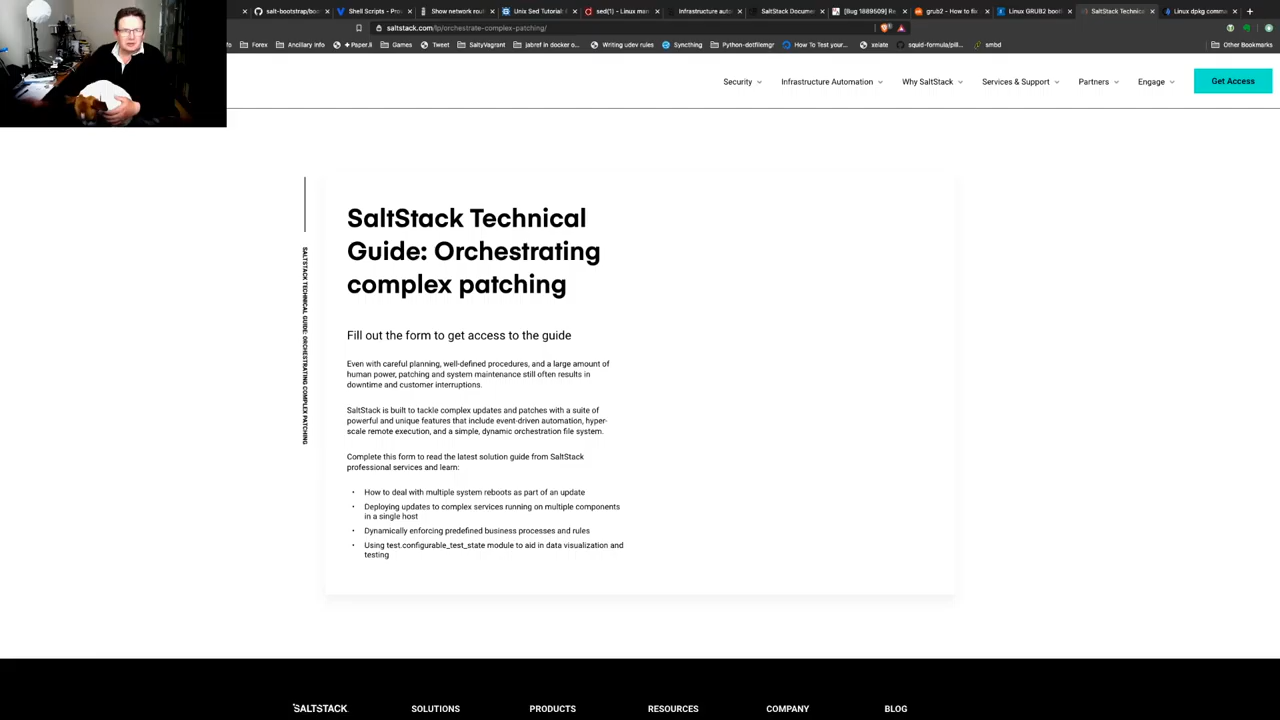 salt-bootstrap/boo
Shell Scripts - Pro
Show network rout
Unix Sed Tutorial
sed(1) - Linux man
Infrastructure auto
SaltStack Docume
[Bug 1889509] Re
grub2 - How to fix
Linux GRUB2 boot
SaltStack Technic
Linux dpkg comma
saltstack.com/lp/orchestrate-complex-patching/
Forex
Ancillary Info
Paper.li
Games
Tweet
SaltyVagrant
jabref in docker o...
Writing udev rules
Syncthing
Python-dotfilemgr
How To Test your...
xeiate
squid-formula/pill...
smbd
Other Bookmarks
Security
Infrastructure Automation
Why SaltStack
Services & Support
Partners
Engage
Get Access
SALTSTACK TECHNICAL GUIDE: ORCHESTRATING COMPLEX PATCHING
SaltStack Technical
Guide: Orchestrating
complex patching
Fill out the form to get access to the guide
Even with careful planning, well-defined procedures, and a large amount of
human power, patching and system maintenance still often results in
downtime and customer interruptions.
SaltStack is built to tackle complex updates and patches with a suite of
powerful and unique features that include event-driven automation, hyper-
scale remote execution, and a simple, dynamic orchestration file system.
Complete this form to read the latest solution guide from SaltStack
professional services and learn:
• How to deal with multiple system reboots as part of an update
• Deploying updates to complex services running on multiple components
in a single host
• Dynamically enforcing predefined business processes and rules
• Using test.configurable_test_state module to aid in data visualization and
testing
SALTSTACK
SOLUTIONS
PRODUCTS
RESOURCES
COMPANY
BLOG